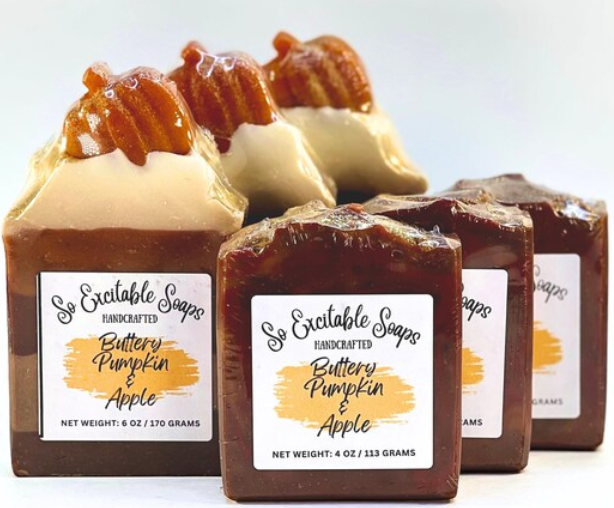 So Excitable Soaps
HANDCRAFTED
Buttery
Pumpkin
&
Apple
NET WEIGHT: 6 OZ / 170 GRAMS
So Excitable Soaps
HANDCRAFTED
Buttery
Pumpkin
&
Apple
NET WEIGHT: 4 OZ / 113 GRAMS
GRAMS